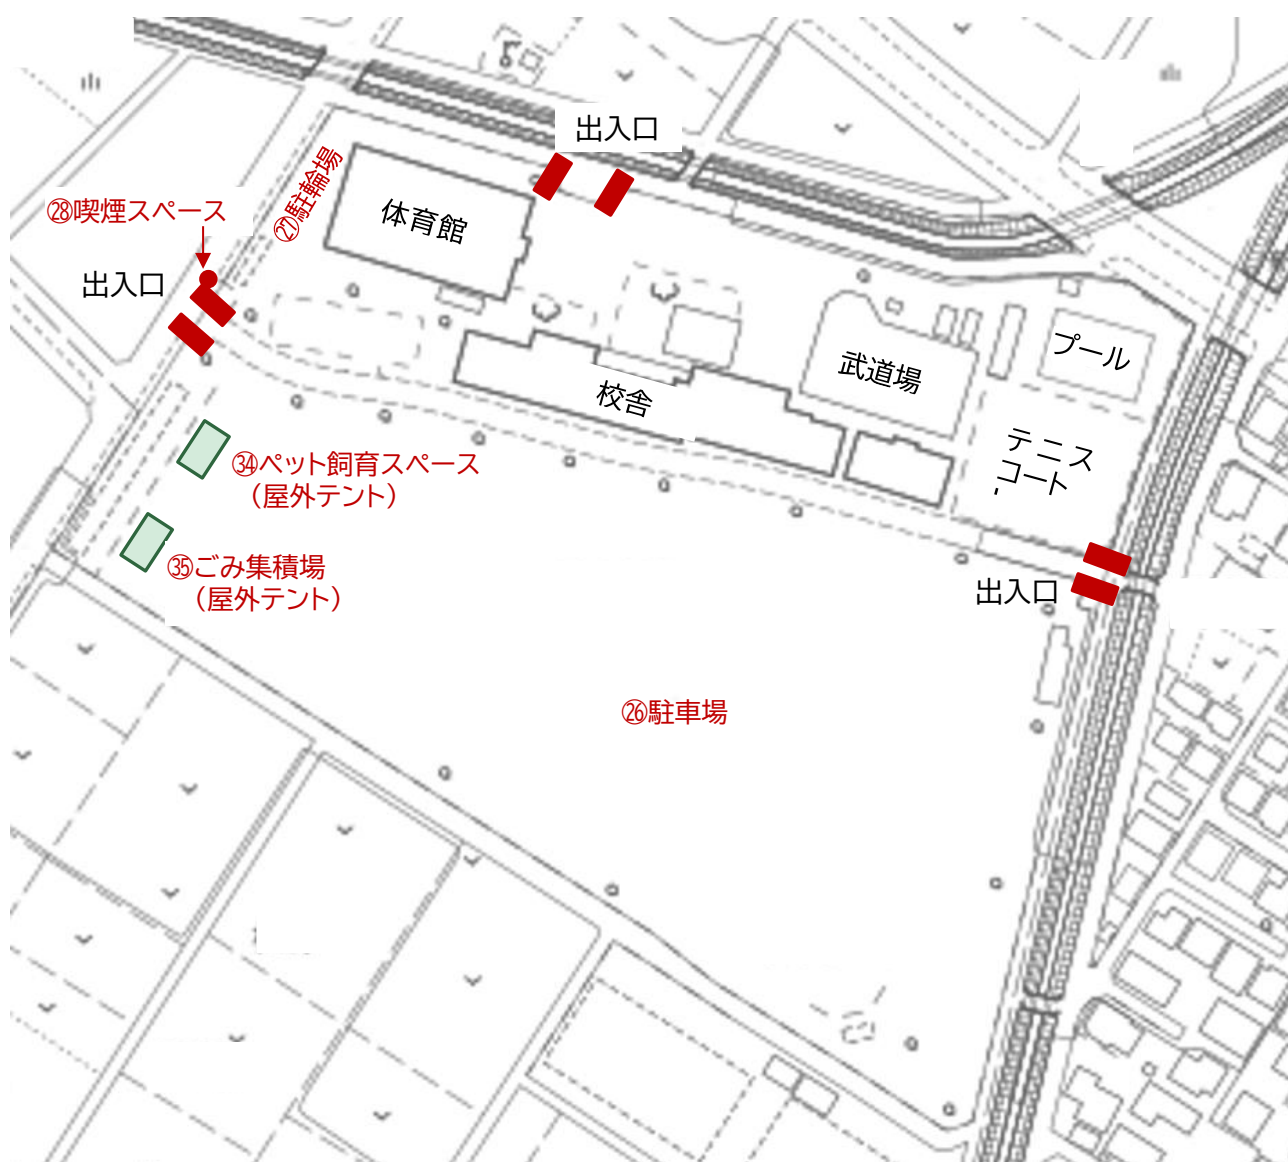 出入口
㉗駐輪場
㉘喫煙スペース
体育館
出入口
プール
武道場
校舎
テニス
コート
㉞ペット飼育スペース
（屋外テント）
㉟ごみ集積場
（屋外テント）
出入口
㉖駐車場